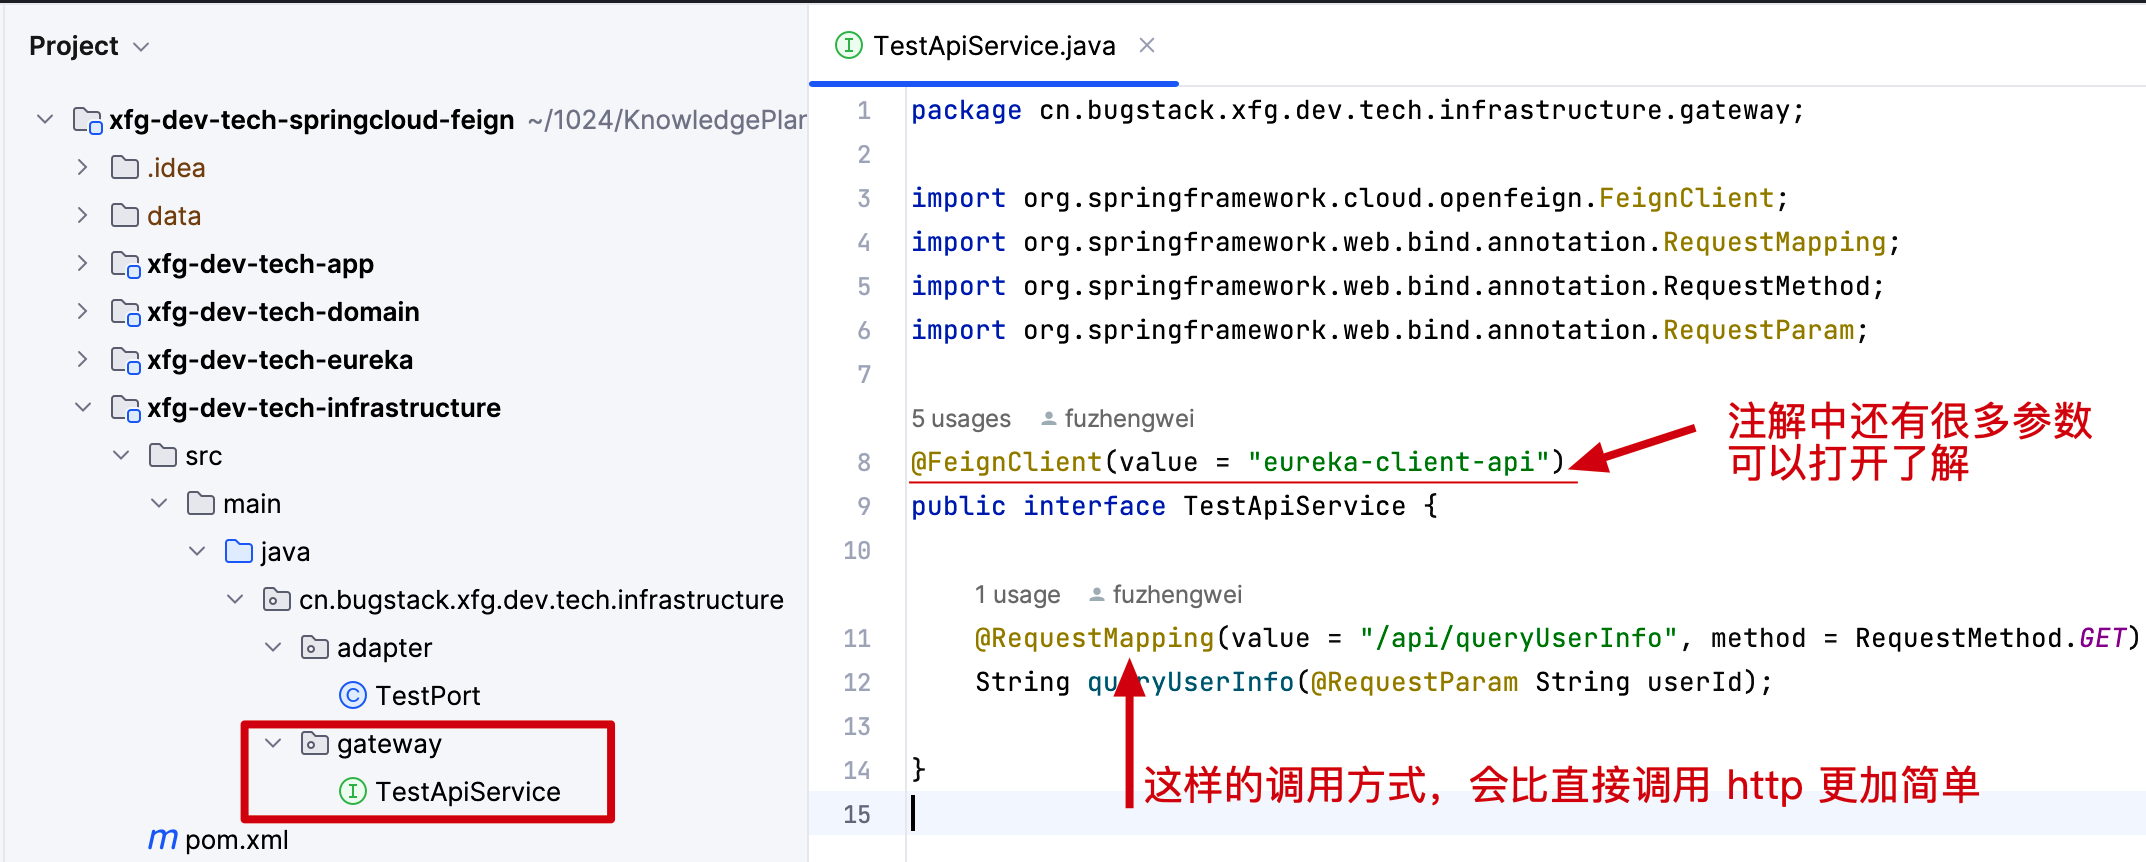 Project
xfg-dev-tech-springcloud-feign ~/1024/KnowledgePlan
.idea
data
xfg-dev-tech-app
xfg-dev-tech-domain
xfg-dev-tech-eureka
xfg-dev-tech-infrastructure
src
main
java
cn.bugstack.xfg.dev.tech.infrastructure
adapter
TestPort
gateway
TestApiService
pom.xml
TestApiService.java
1 package cn.bugstack.xfg.dev.tech.infrastructure.gateway;
2
3 import org.springframework.cloud.openfeign.FeignClient;
4 import org.springframework.web.bind.annotation.RequestMapping;
5 import org.springframework.web.bind.annotation.RequestMethod;
6 import org.springframework.web.bind.annotation.RequestParam;
7
5 usages fuzhengwei
8 @FeignClient(value = "eureka-client-api")
注解中还有很多参数
可以打开了解
9 public interface TestApiService {
10
1 usage fuzhengwei
11 @RequestMapping(value = "/api/queryUserInfo", method = RequestMethod.GET)
12 String queryUserInfo(@RequestParam String userId);
13
14 }
这样的调用方式，会比直接调用 http 更加简单
15